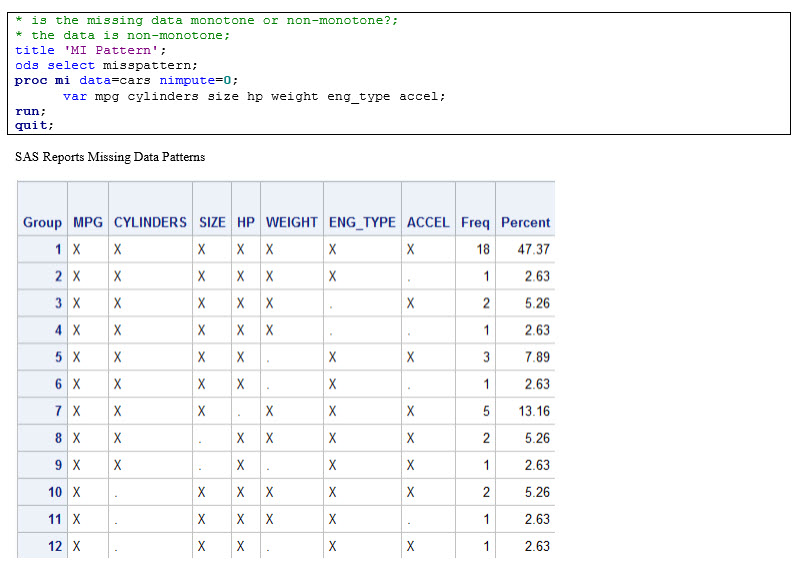 * is the missing data monotone or non-monotone?;
* the data is non-monotone;
title 'MI Pattern';
ods select misspattern;
proc mi data=cars nimpute=0;
var mpg cylinders size hp weight eng_type accel;
run;
quit;
SAS Reports Missing Data Patterns
Group MPG CYLINDERS SIZE HP WEIGHT ENG_TYPE ACCEL Freq Percent
1 X X X X X X X 18 47.37
2 X X X X X X . 1 2.63
3 X X X X X . X 2 5.26
4 X X X X X . . 1 2.63
5 X X X X . X X 3 7.89
6 X X X X . X . 1 2.63
7 X X X . X X X 5 13.16
8 X X . X X X X 2 5.26
9 X X . X . X X 1 2.63
10 X . X X X X X 2 5.26
11 X . X X X X . 1 2.63
12 X . X X . X X 1 2.63